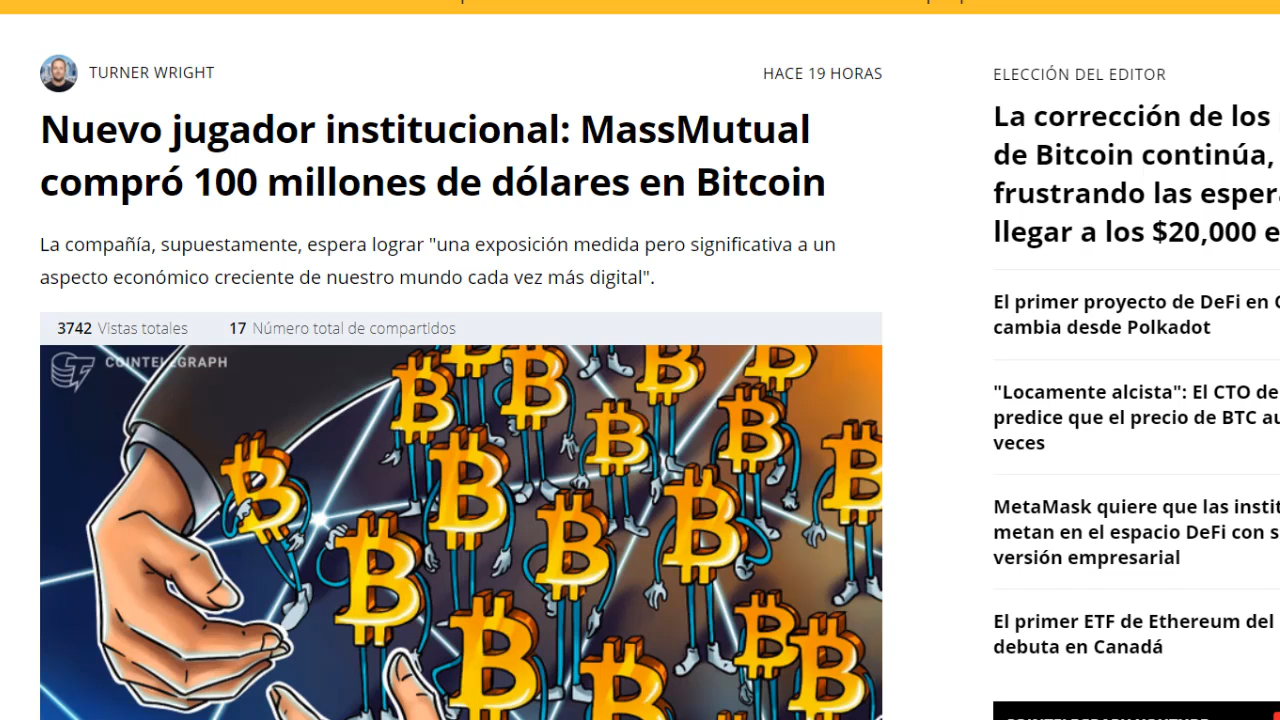 TURNER WRIGHT
HACE 19 HORAS
Nuevo jugador institucional: MassMutual
compró 100 millones de dólares en Bitcoin
La compañía, supuestamente, espera lograr "una exposición medida pero significativa a un
aspecto económico creciente de nuestro mundo cada vez más digital".
3742 Vistas totales
17 Número total de compartidos
COINTELEGRAPH
ELECCIÓN DEL EDITOR
La corrección de los
de Bitcoin continúa,
frustrando las esper
llegar a los $20,000 e
El primer proyecto de DeFi en
cambia desde Polkadot
"Locamente alcista": El CTO de
predice que el precio de BTC au
veces
MetaMask quiere que las instit
metan en el espacio DeFi con s
versión empresarial
El primer ETF de Ethereum del
debuta en Canadá